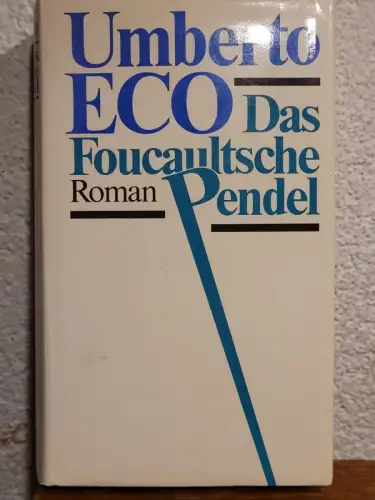 Umberto
ECO Das
Foucaultsche
Roman Pendel